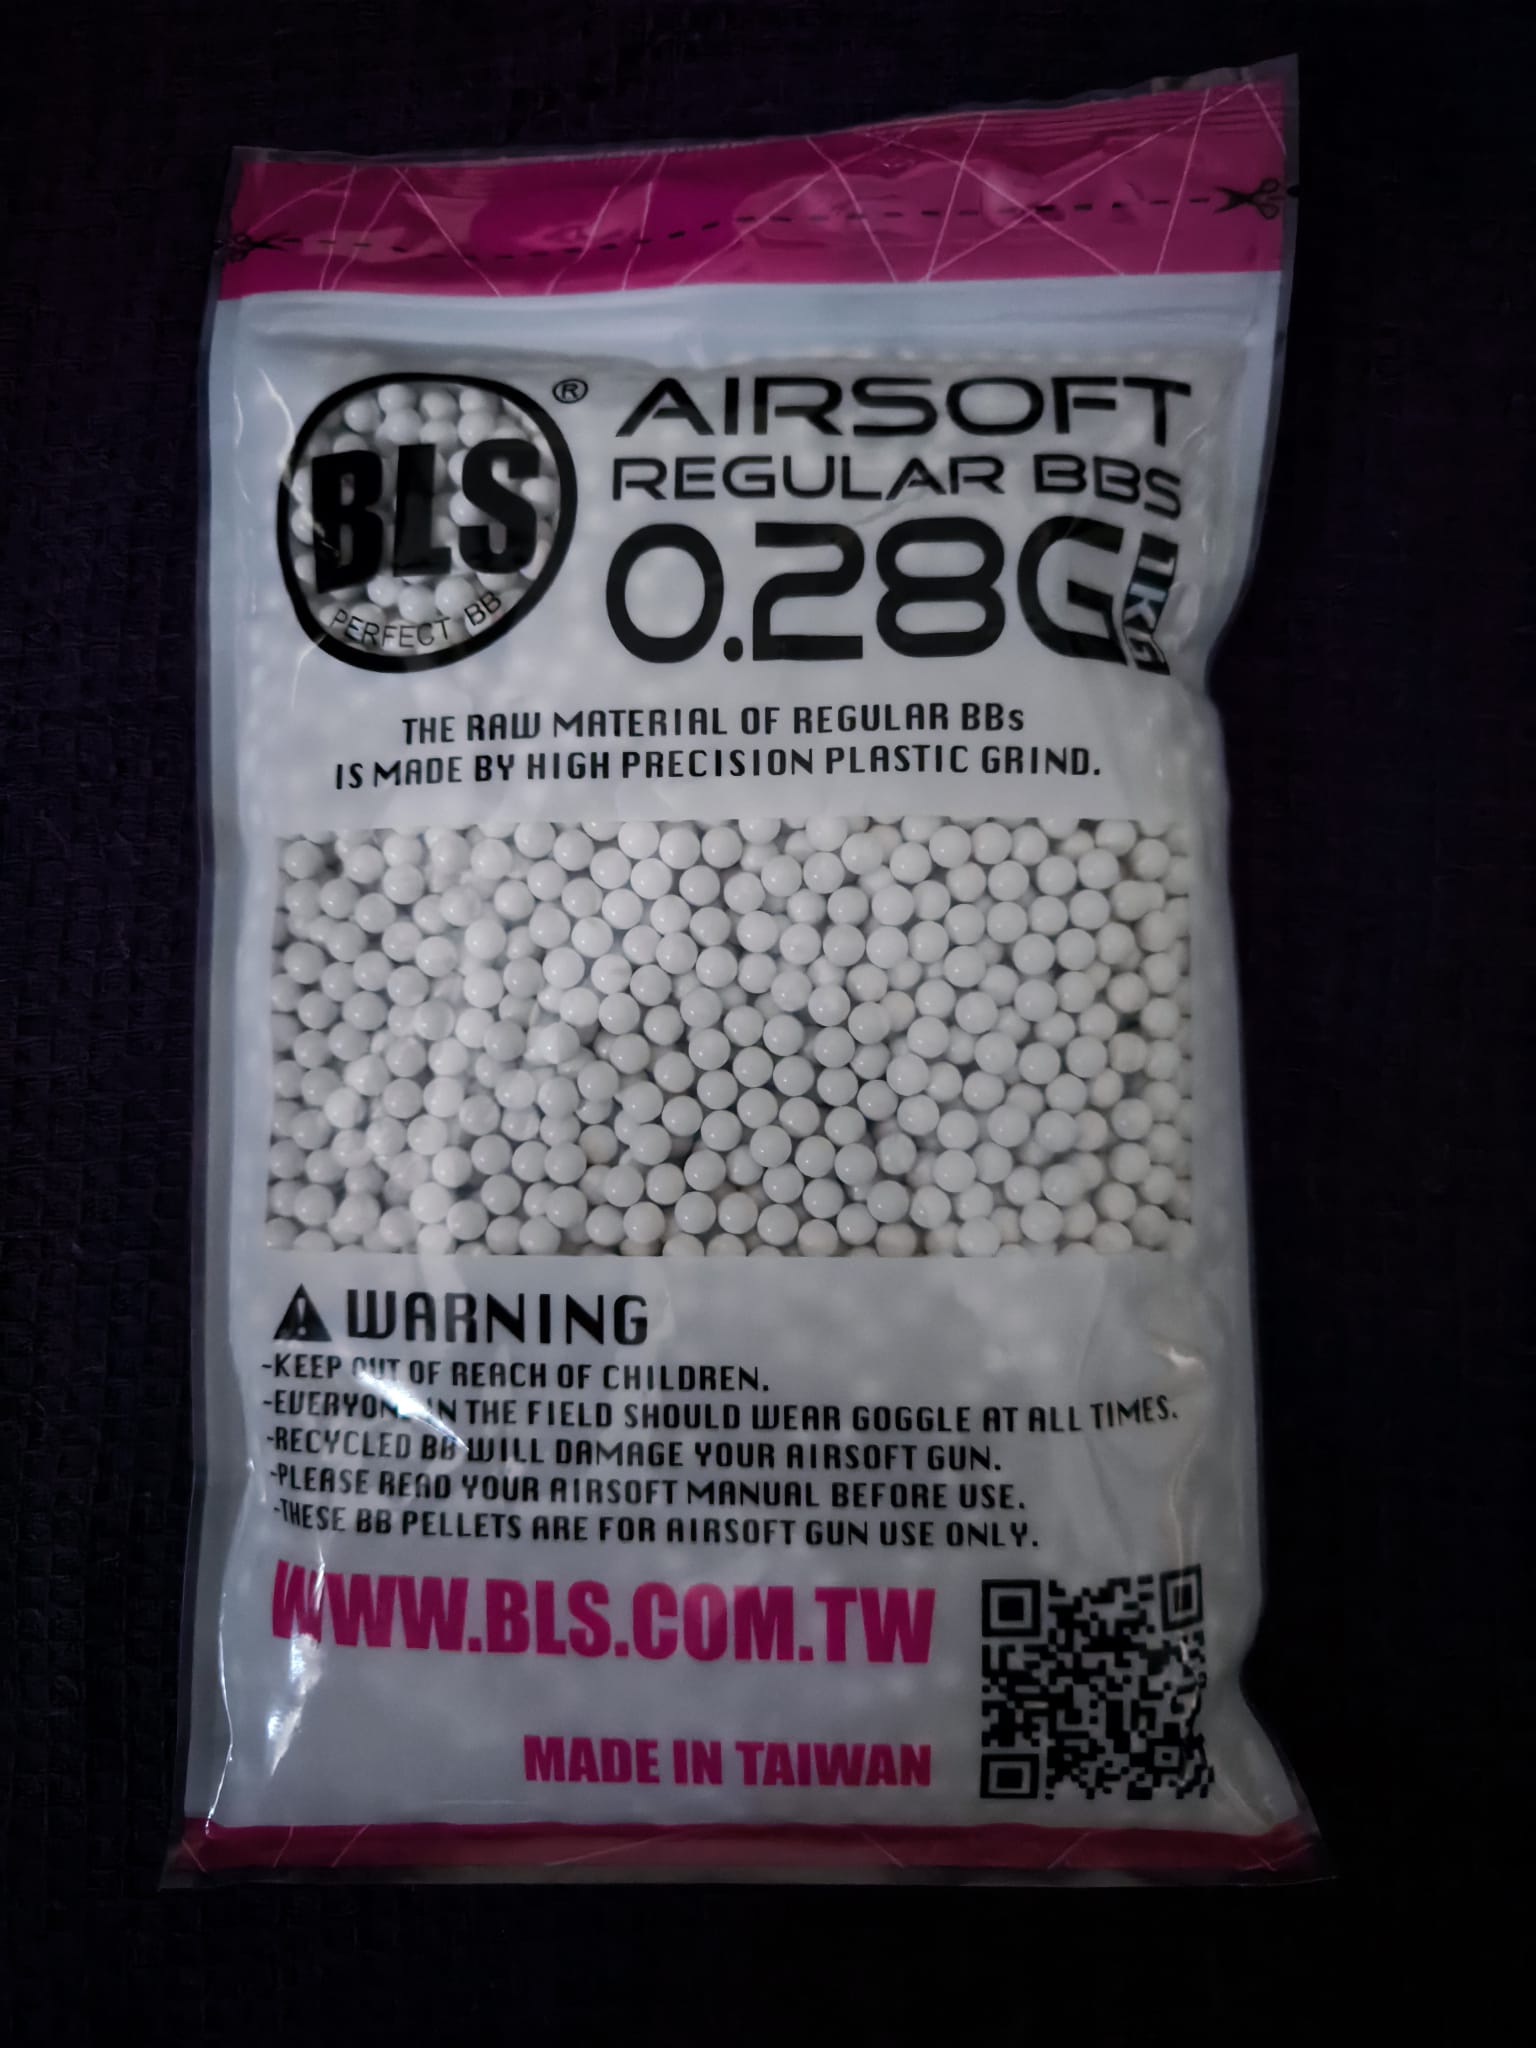 BLS
PERFECT BB
®
AIRSOFT
REGULAR BBS
0.28G
1KG
THE RAW MATERIAL OF REGULAR BBs
IS MADE BY HIGH PRECISION PLASTIC GRIND.
WARNING
-KEEP OUT OF REACH OF CHILDREN.
-EVERYONE IN THE FIELD SHOULD WEAR GOGGLE AT ALL TIMES.
-RECYCLED BB WILL DAMAGE YOUR AIRSOFT GUN.
-PLEASE READ YOUR AIRSOFT MANUAL BEFORE USE.
-THESE BB PELLETS ARE FOR AIRSOFT GUN USE ONLY.
WWW.BLS.COM.TW
MADE IN TAIWAN